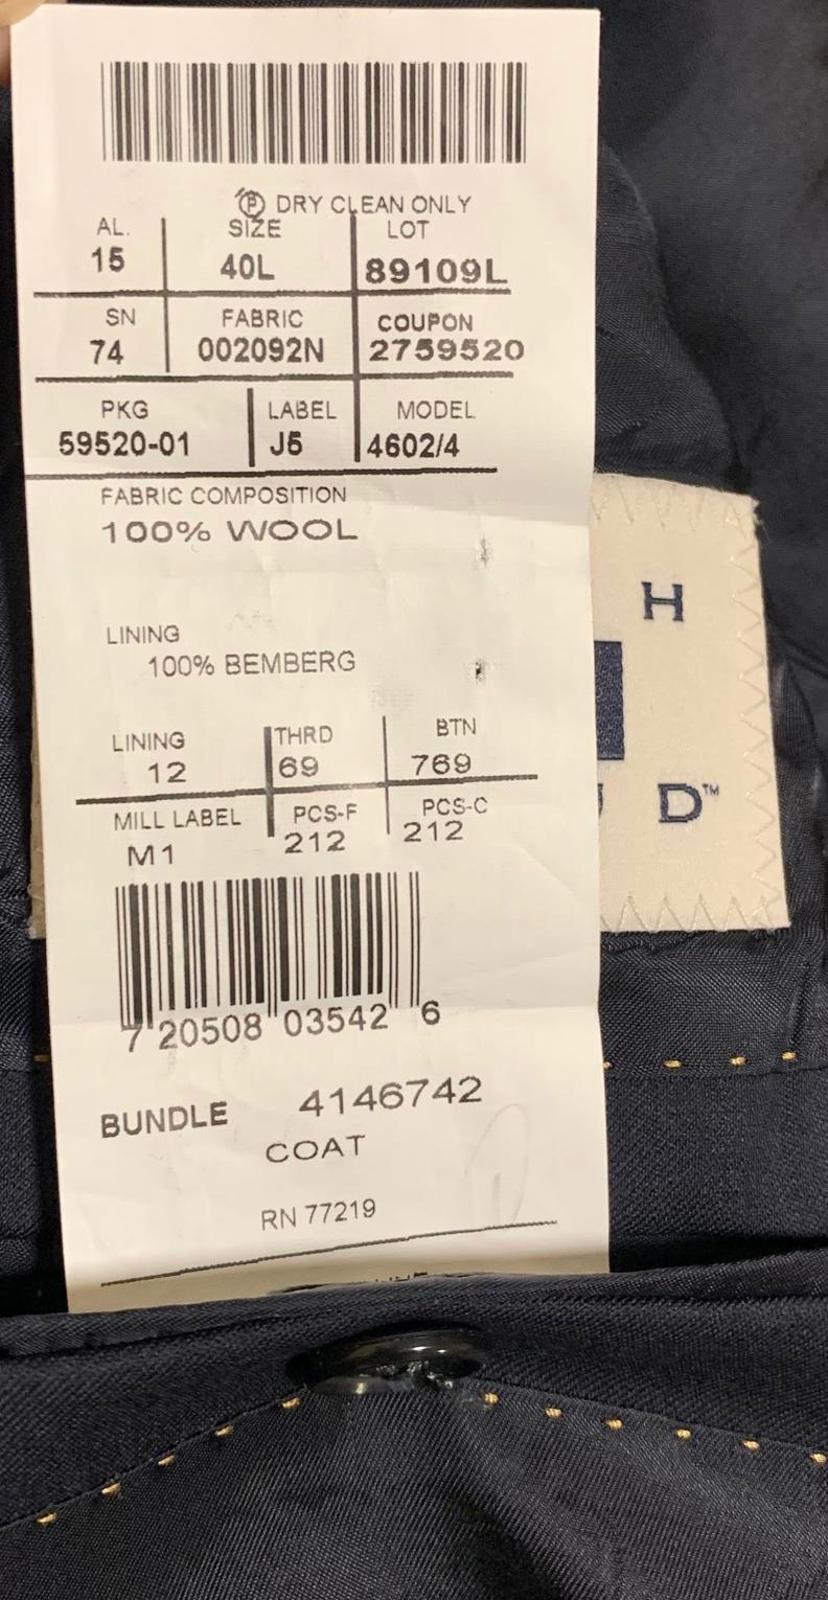 Ⓟ DRY CLEAN ONLY
AL. SIZE LOT
15 40L 89109L
SN FABRIC COUPON
74 002092N 2759520
PKG LABEL MODEL
59520-01 J5 4602/4
FABRIC COMPOSITION
100% WOOL
H
LINING
100% BEMBERG
LINING THRD BTN
12 69 769
D™
MILL LABEL PCS-F PCS-C
M1 212 212
7 20508 03542 6
BUNDLE 4146742
COAT
RN 77219